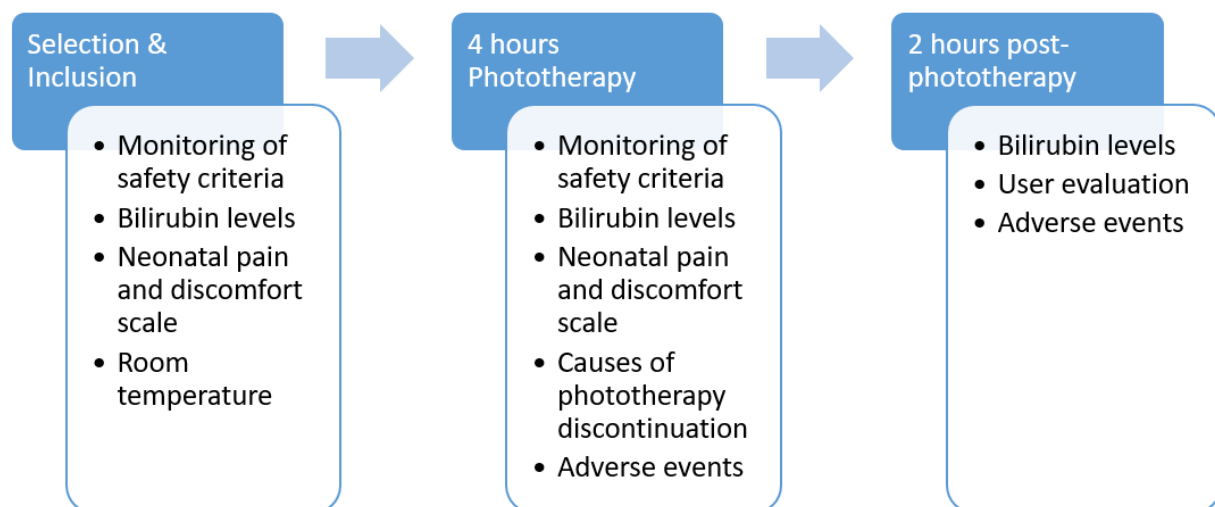 Selection &
Inclusion
• Monitoring of
safety criteria
• Bilirubin levels
• Neonatal pain
and discomfort
scale
• Room
temperature
4 hours
Phototherapy
• Monitoring of
safety criteria
• Bilirubin levels
• Neonatal pain
and discomfort
scale
• Causes of
phototherapy
discontinuation
• Adverse events
2 hours post-
phototherapy
• Bilirubin levels
• User evaluation
• Adverse events